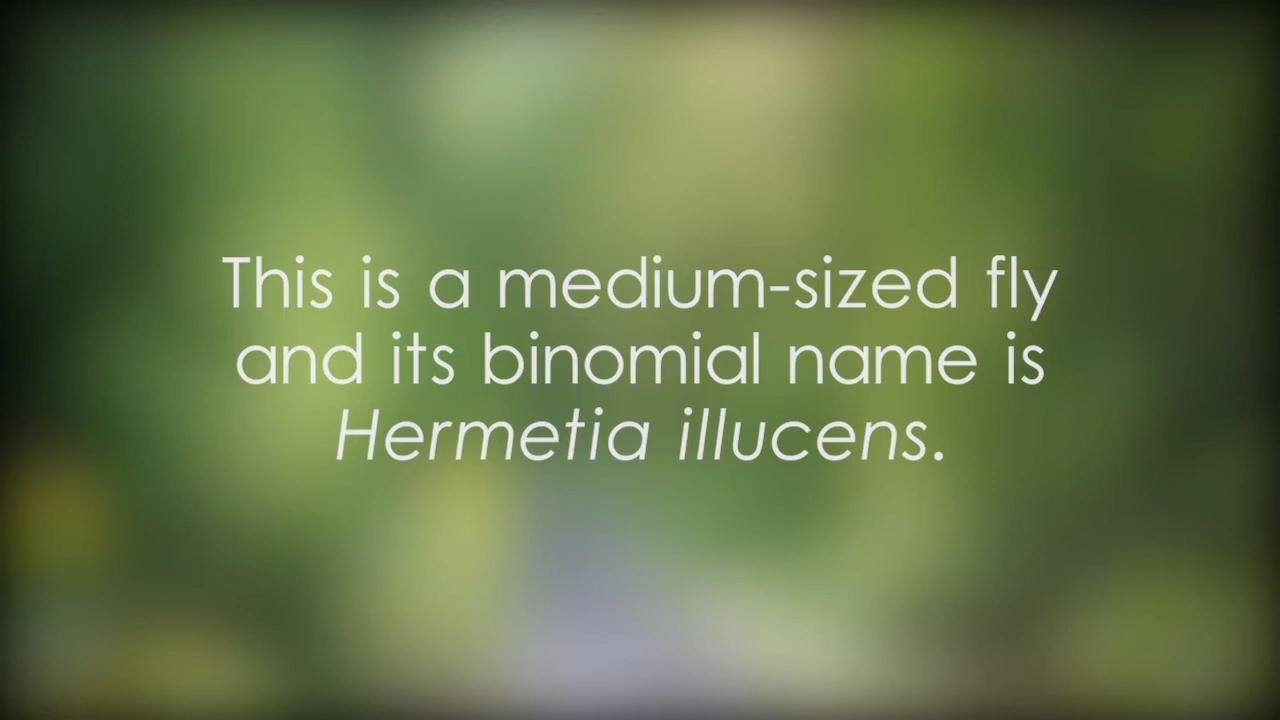 This is a medium-sized fly
and its binomial name is
Hermetia illucens.